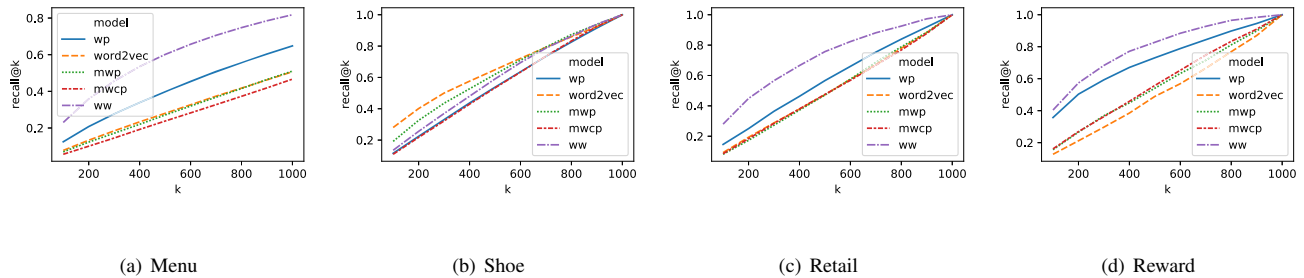 0.8
0.6
0.4
0.2
recall@k
200
400
600
800
1000
k
model
wp
word2vec
mwp
mwcp
ww
1.0
0.8
0.6
0.4
0.2
recall@k
200
400
600
800
1000
k
model
wp
word2vec
mwp
mwcp
ww
1.0
0.8
0.6
0.4
0.2
recall@k
200
400
600
800
1000
k
model
wp
word2vec
mwp
mwcp
ww
1.0
0.8
0.6
0.4
0.2
recall@k
200
400
600
800
1000
k
model
wp
word2vec
mwp
mwcp
ww
(a) Menu
(b) Shoe
(c) Retail
(d) Reward